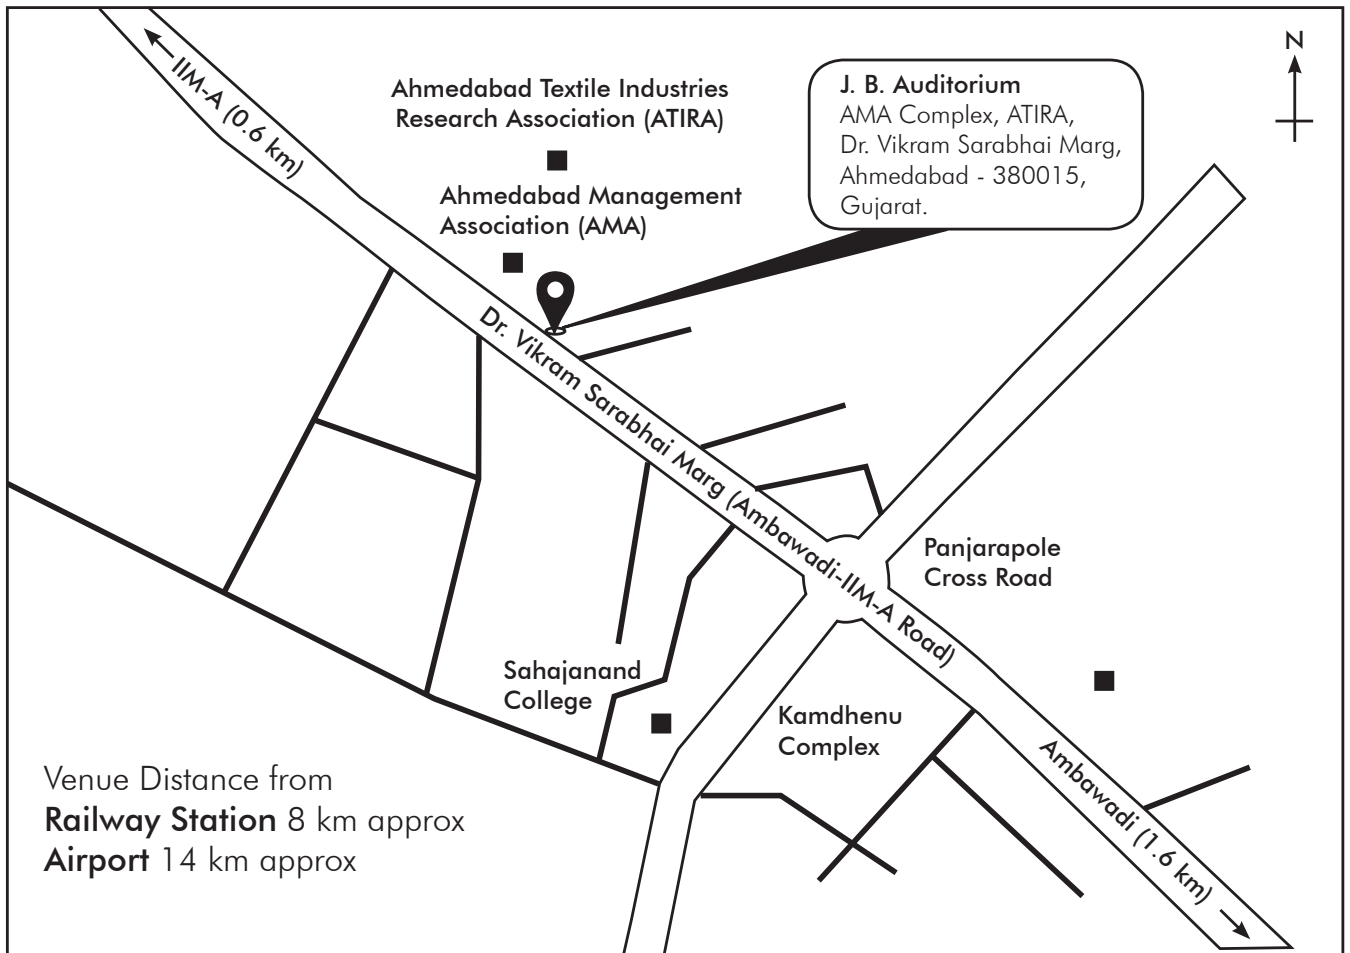 N
IIM-A (0.6 km)
Ahmedabad Textile Industries
Research Association (ATIRA)
J. B. Auditorium
AMA Complex, ATIRA,
Dr. Vikram Sarabhai Marg,
Ahmedabad - 380015,
Gujarat.
Ahmedabad Management
Association (AMA)
Dr. Vikram Sarabhai Marg (Ambawadi-IIM-A Road)
Panjarapole
Cross Road
Sahajanand
College
Kamdhenu
Complex
Ambawadi (1.6 km)
Venue Distance from
Railway Station 8 km approx
Airport 14 km approx